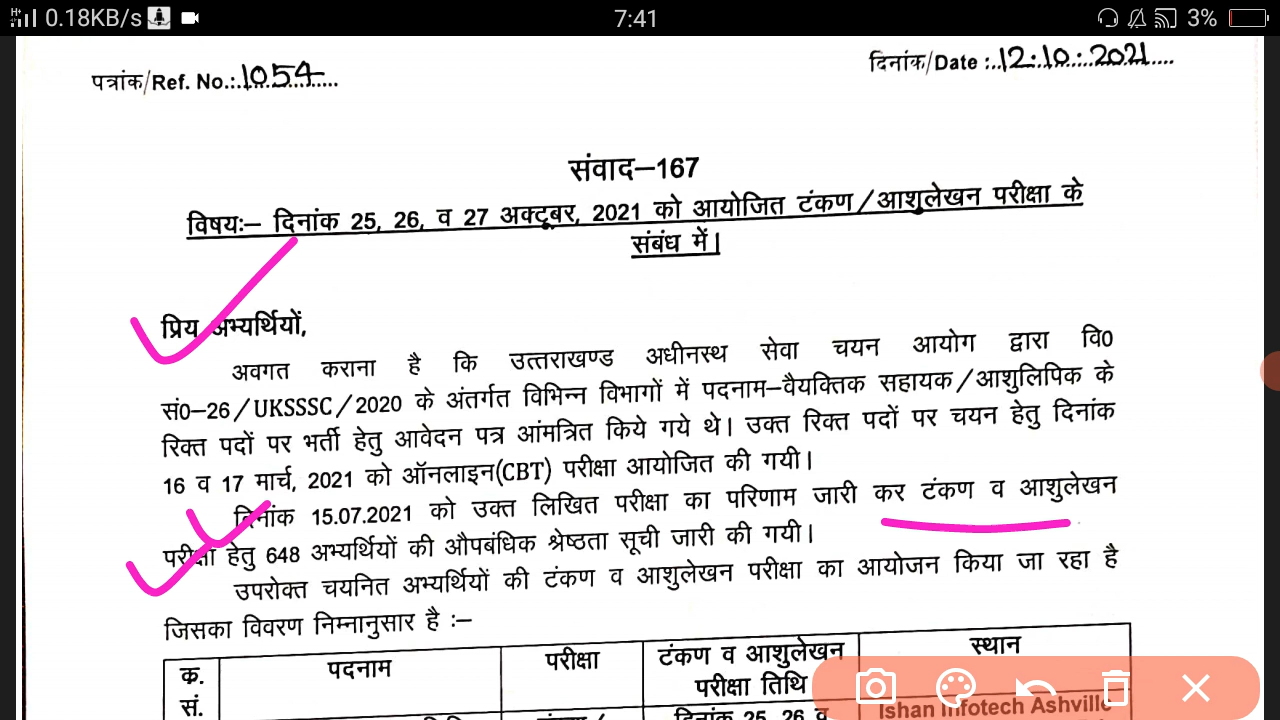 0.18KB/s 7:41 3%
पत्रांक/Ref. No.:.1054
दिनांक/Date :..12.10.:.2021
संवाद–167
विषयः– दिनांक 25, 26, व 27 अक्टूबर, 2021 को आयोजित टंकण/आशुलेखन परीक्षा के
संबंध में।
प्रिय अभ्यर्थियों,
अवगत कराना है कि उत्तराखण्ड अधीनस्थ सेवा चयन आयोग द्वारा वि0
सं0–26/UKSSSC/2020 के अंतर्गत विभिन्न विभागों में पदनाम–वैयक्तिक सहायक/आशुलिपिक के
रिक्त पदों पर भर्ती हेतु आवेदन पत्र आंमत्रित किये गये थे। उक्त रिक्त पदों पर चयन हेतु दिनांक
16 व 17 मार्च, 2021 को ऑनलाइन(CBT) परीक्षा आयोजित की गयी।
दिनांक 15.07.2021 को उक्त लिखित परीक्षा का परिणाम जारी कर टंकण व आशुलेखन
परीक्षा हेतु 648 अभ्यर्थियों की औपबंधिक श्रेष्ठता सूची जारी की गयी।
उपरोक्त चयनित अभ्यर्थियों की टंकण व आशुलेखन परीक्षा का आयोजन किया जा रहा है
जिसका विवरण निम्नानुसार है :–
क. पदनाम परीक्षा टंकण व आशुलेखन स्थान
सं. परीक्षा तिथि
दिनांक 25, 26 व Ishan Infotech Ashville